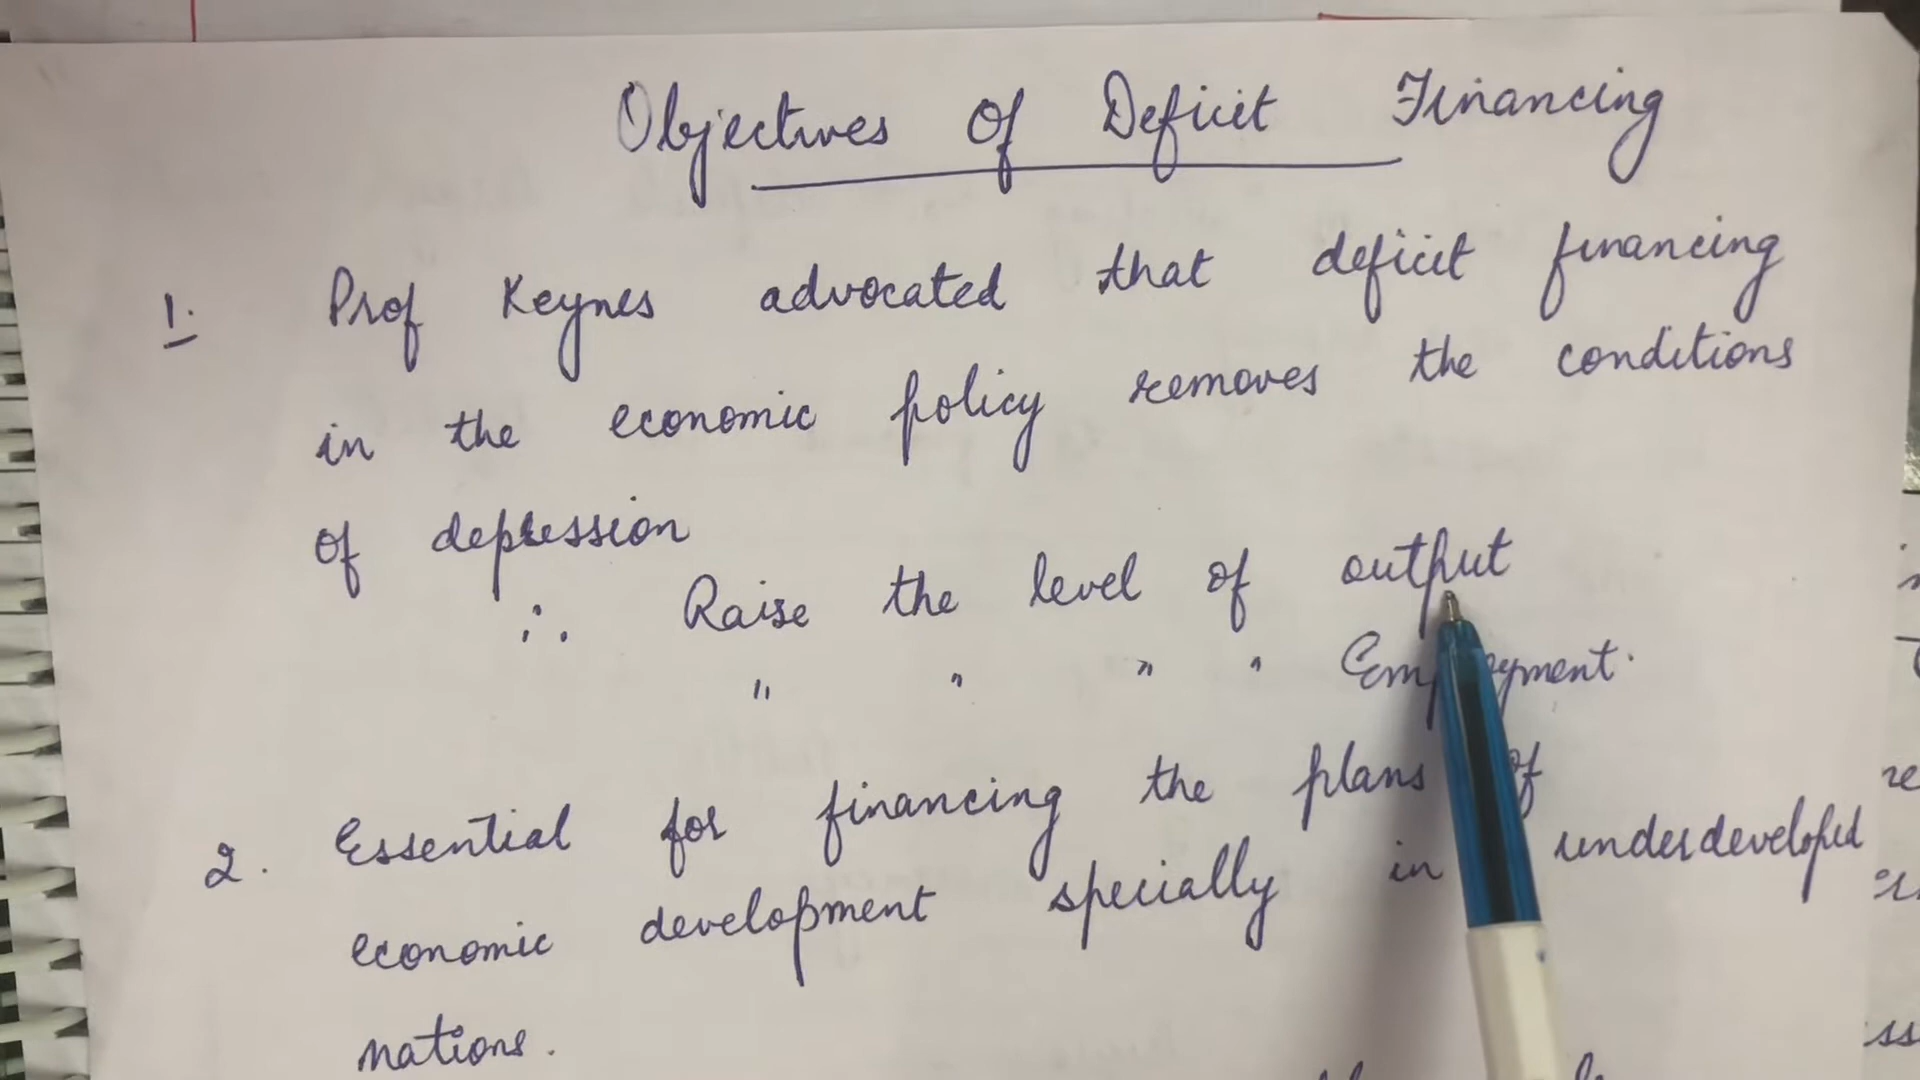 Objectives Of Deficit Financing
1. Prof Keynes advocated that deficit financing
in the economic policy removes the conditions
of depression
∴ Raise the level of output
" " " " Employment.
2. Essential for financing the plans of
economic development specially in underdeveloped
nations.